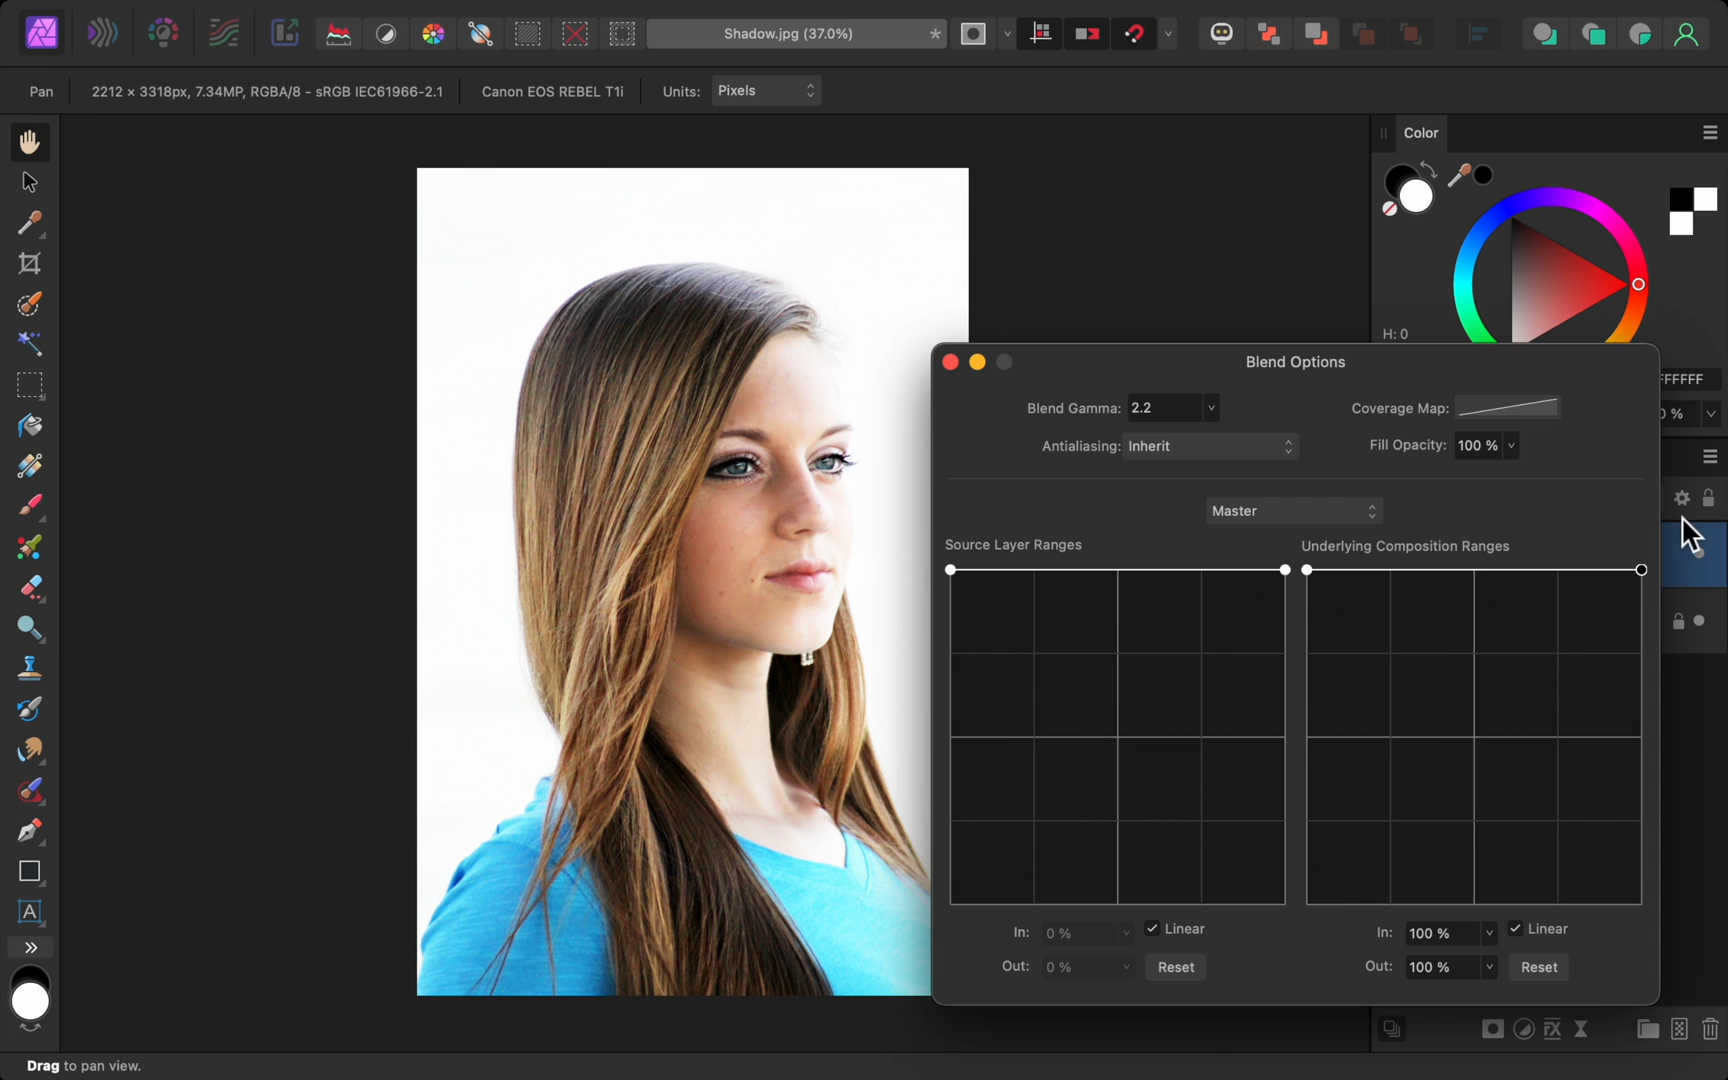 Shadow.jpg (37.0%)
*
Pan
2212 × 3318px, 7.34MP, RGBA/8 - sRGB IEC61966-2.1
Canon EOS REBEL T1i
Units:
Pixels
Color
H: 0
FFFFFF
0 %
Blend Options
Blend Gamma: 2.2
Coverage Map:
Antialiasing: Inherit
Fill Opacity: 100 %
Master
Source Layer Ranges
Underlying Composition Ranges
In: 0 %
Linear
In: 100 %
Linear
Out: 0 %
Reset
Out: 100 %
Reset
A
FX
Drag to pan view.